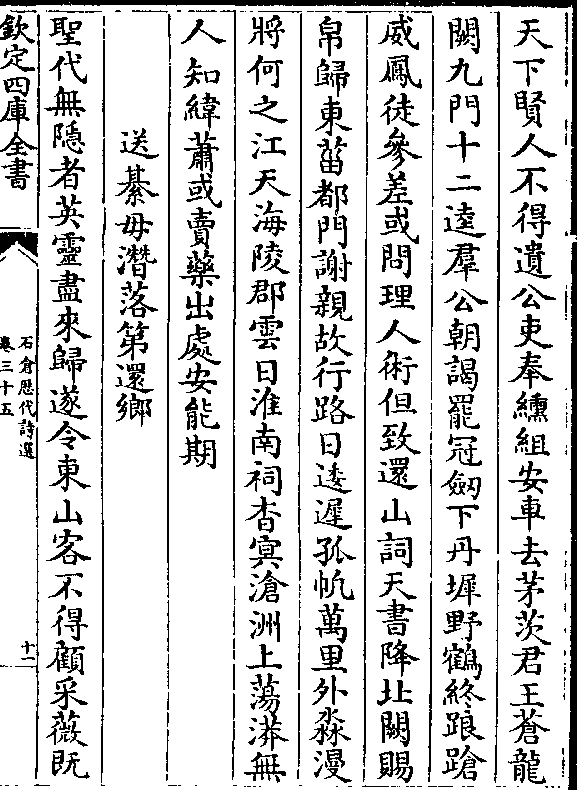 天下賢人不得遺公吏奉纁組安車去茅茨君王蒼龍
闕九門十二逵羣公朝謁罷冠劒下丹墀野鶴終踉蹌
威鳳徒參差或問理人術但致還山詞天書降北闕賜
帛歸東菑都門謝親故行路日逶遲孤帆萬里外淼漫
將何之江天海陵郡雲日淮南祠杳冥滄洲上蕩漭無
人知緯蕭或賣藥出處安能期
送綦毋潛落第還鄉
聖代無隱者英靈盡來歸遂令東山客不得顧采薇既
欽定四庫全書
石倉歴代詩選
卷三十五
十一